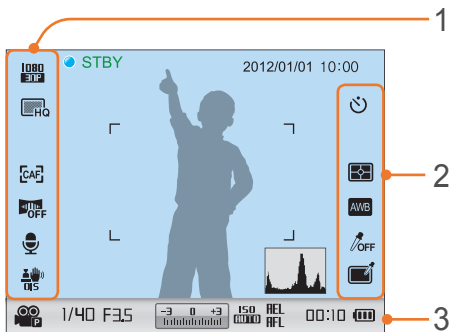 1
STBY 2012/01/01 10:00
1080
30P
HQ
2
CAF
OFF
AWB
OFF
OIS
P 1/40 F3.5 -3 0 +3 ISO AUTO AEL AFL 00:10
3